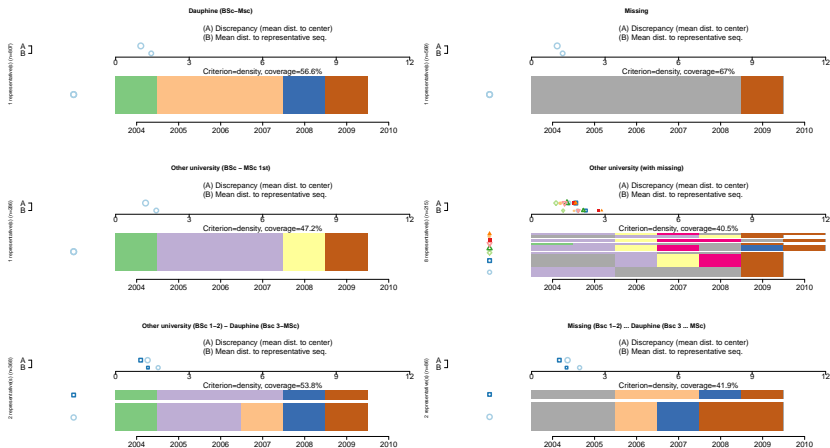 Dauphine (BSc−Msc)
(A) Discrepancy (mean dist. to center)
(B) Mean dist. to representative seq.
A
B
0 3 6 9 12
Criterion=density, coverage=56.6%
2004 2005 2006 2007 2008 2009 2010
Missing
(A) Discrepancy (mean dist. to center)
(B) Mean dist. to representative seq.
A
B
0 3 6 9 12
Criterion=density, coverage=67%
2004 2005 2006 2007 2008 2009 2010
Other university (BSc − MSC 1st)
(A) Discrepancy (mean dist. to center)
(B) Mean dist. to representative seq.
A
B
0 3 6 9 12
Criterion=density, coverage=47.2%
2004 2005 2006 2007 2008 2009 2010
Other university (with missing)
(A) Discrepancy (mean dist. to center)
(B) Mean dist. to representative seq.
A
B
0 3 6 9 12
Criterion=density, coverage=40.5%
2004 2005 2006 2007 2008 2009 2010
Other university (BSc 1−2) − Dauphine (Bsc 3−MSc)
(A) Discrepancy (mean dist. to center)
(B) Mean dist. to representative seq.
A
B
0 3 6 9 12
Criterion=density, coverage=53.8%
2004 2005 2006 2007 2008 2009 2010
Missing (Bsc 1−2) ... Dauphine (Bsc 3 ... MSc)
(A) Discrepancy (mean dist. to center)
(B) Mean dist. to representative seq.
A
B
0 3 6 9 12
Criterion=density, coverage=41.9%
2004 2005 2006 2007 2008 2009 2010